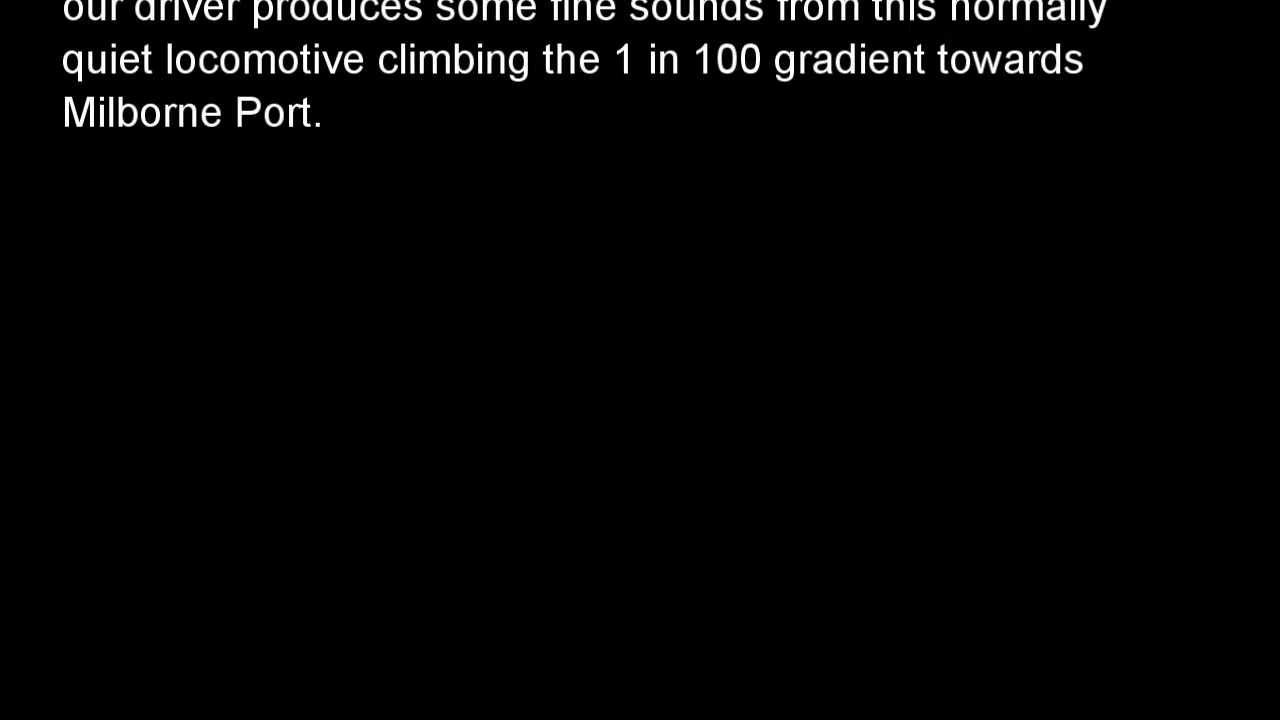 our driver produces some fine sounds from this normally
quiet locomotive climbing the 1 in 100 gradient towards
Milborne Port.